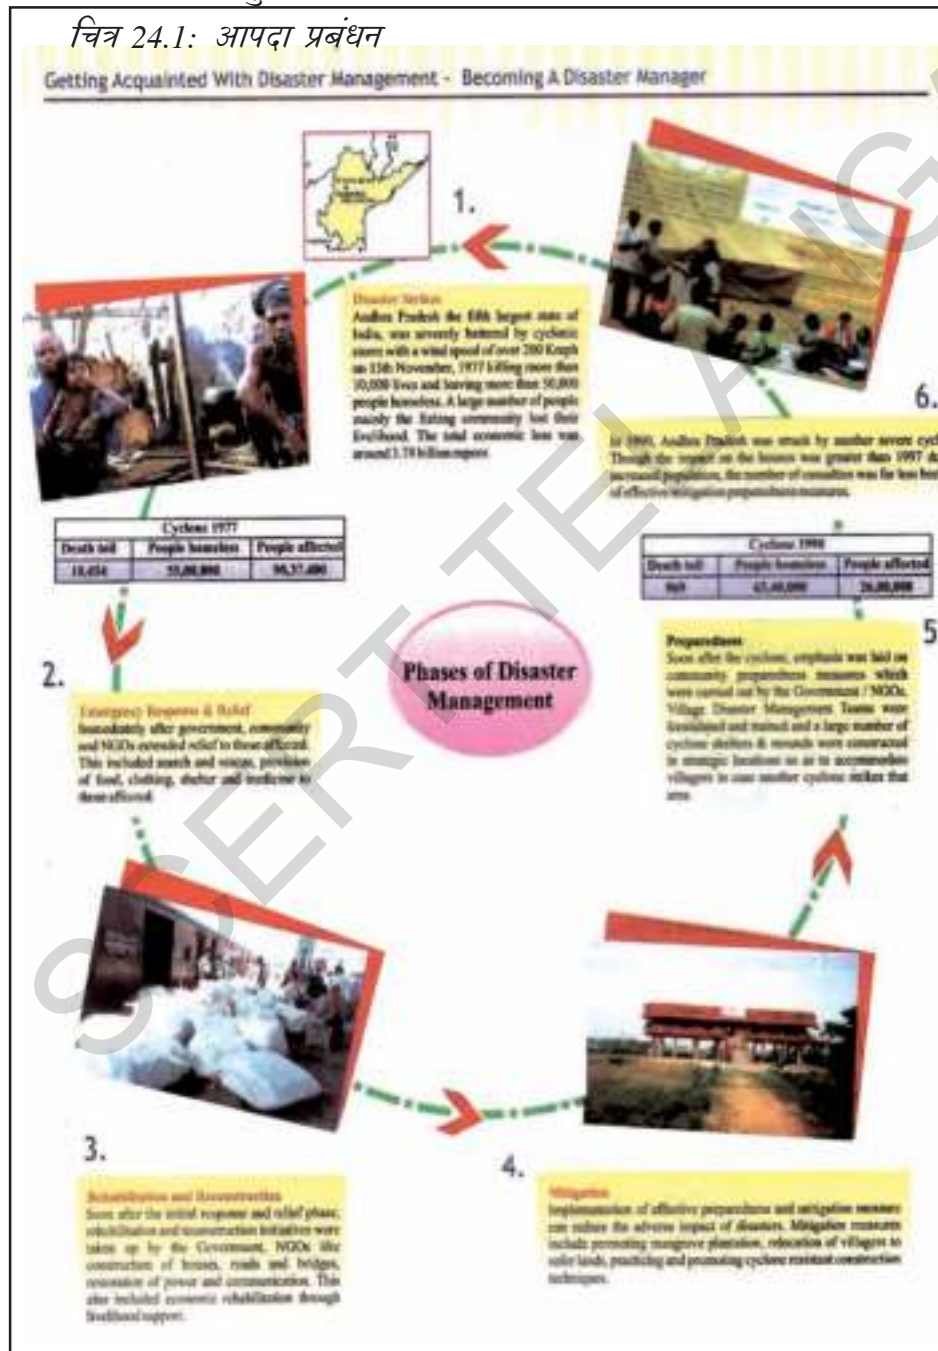 चित्र 24.1: आपदा प्रबंधन
Getting Acquainted With Disaster Management - Becoming A Disaster Manager
1.
Disaster Strikes
Andhra Pradesh the fifth largest state of
India, was severely battered by cyclonic
storm with a wind speed of over 200 Kmph
on 15th November, 1977 killing more than
10,000 lives and leaving more than 50,000
people homeless. A large number of people
mainly the fishing community lost their
livelihood. The total economic loss was
around 3.78 billion rupees
Cyclone 1977
Death toll People homeless People affected
2.
Emergency Response & Relief
Immediately after government, community
and NGOs extended relief to those affected.
This included search and rescue, provision
of food, clothing, shelter and medicine to
those affected
Phases of Disaster
Management
3.
Rehabilitation and Reconstruction
Soon after the initial response and relief phase,
rehabilitation and reconstruction initiatives were
taken up by the Government, NGOs like
construction of houses, roads and bridges,
restoration of power and communication. This
also included economic rehabilitation through
livelihood support.
4.
Mitigation
Implementation of effective preparedness and mitigation measure
can reduce the adverse impact of disasters. Mitigation measures
include promoting mangrove plantation, relocation of villagers to
safer lands, practicing and promoting cyclone resistant construction
techniques.
5
Preparedness
Soon after the cyclone, emphasis was laid on
community preparedness measures which
were carried out by the Government / NGOs.
Village Disaster Management Teams were
formulated and trained and a large number of
cyclone shelters & mounds were constructed
in strategic locations so as to accommodate
villagers in case another cyclone strikes that
area.
Cyclone 1990
Death toll People homeless People affected
6.
In 1990, Andhra Pradesh was struck by another severe cycl
Though the impact on the houses was greater than 1997 du
increased population, the number of casualties was far less
of effective mitigation preparedness measures.
SCERT TELANG